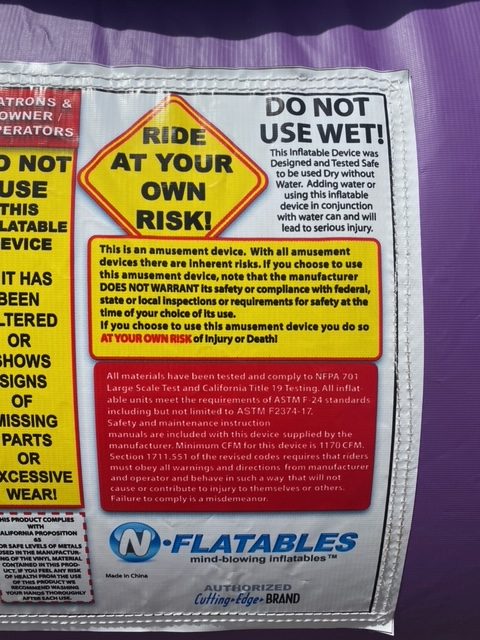 ATRONS &
OWNER /
PERATORS
O NOT
USE
THIS
LATABLE
EVICE
IT HAS
BEEN
LTERED
OR
SHOWS
SIGNS
OF
MISSING
PARTS
OR
XCESSIVE
WEAR!
HIS PRODUCT COMPLIES
WITH
ALIFORNIA PROPOSITION
65
OR SAFE LEVELS OF METALS
USED IN THE MANUFACTUR-
NG OF THE VINYL MATERIAL
CONTAINED IN THIS PROD-
UCT, IF YOU FEEL ANY RISK
OF HEALTH FROM THE USE
OF THIS PRODUCT WE
RECOMMEND WASHING
YOUR HANDS THOROUGHLY
AFTER EACH USE.
RIDE
AT YOUR
OWN
RISK!
DO NOT
USE WET!
This Inflatable Device was
Designed and Tested Safe
to be used Dry without
Water. Adding water or
using this inflatable
device in conjunction
with water can and will
lead to serious injury.
This is an amusement device. With all amusement
devices there are inherent risks. If you choose to use
this amusement device, note that the manufacturer
DOES NOT WARRANT its safety or compliance with federal,
state or local inspections or requirements for safety at the
time of your choice of its use.
If you choose to use this amusement device you do so
AT YOUR OWN RISK of Injury or Death!
All materials have been tested and comply to NFPA 701
Large Scale Test and California Title 19 Testing. All inflat-
able units meet the requirements of ASTM F-24 standards
including but not limited to ASTM F2374-17.
Safety and maintenance instruction
manuals are included with this device supplied by the
manufacturer. Minimum CFM for this device is 1170 CFM.
Section 1711.551 of the revised codes requires that riders
must obey all warnings and directions from manufacturer
and operator and behave in such a way that will not
cause or contribute to injury to themselves or others.
Failure to comply is a misdemeanor.
N•FLATABLES
mind-blowing inflatables™
Made in China
AUTHORIZED
Cutting•Edge•BRAND